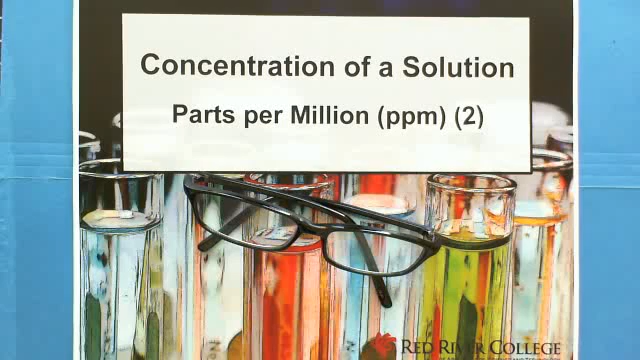 Concentration of a Solution
Parts per Million (ppm) (2)
RED RIVER COLLEGE